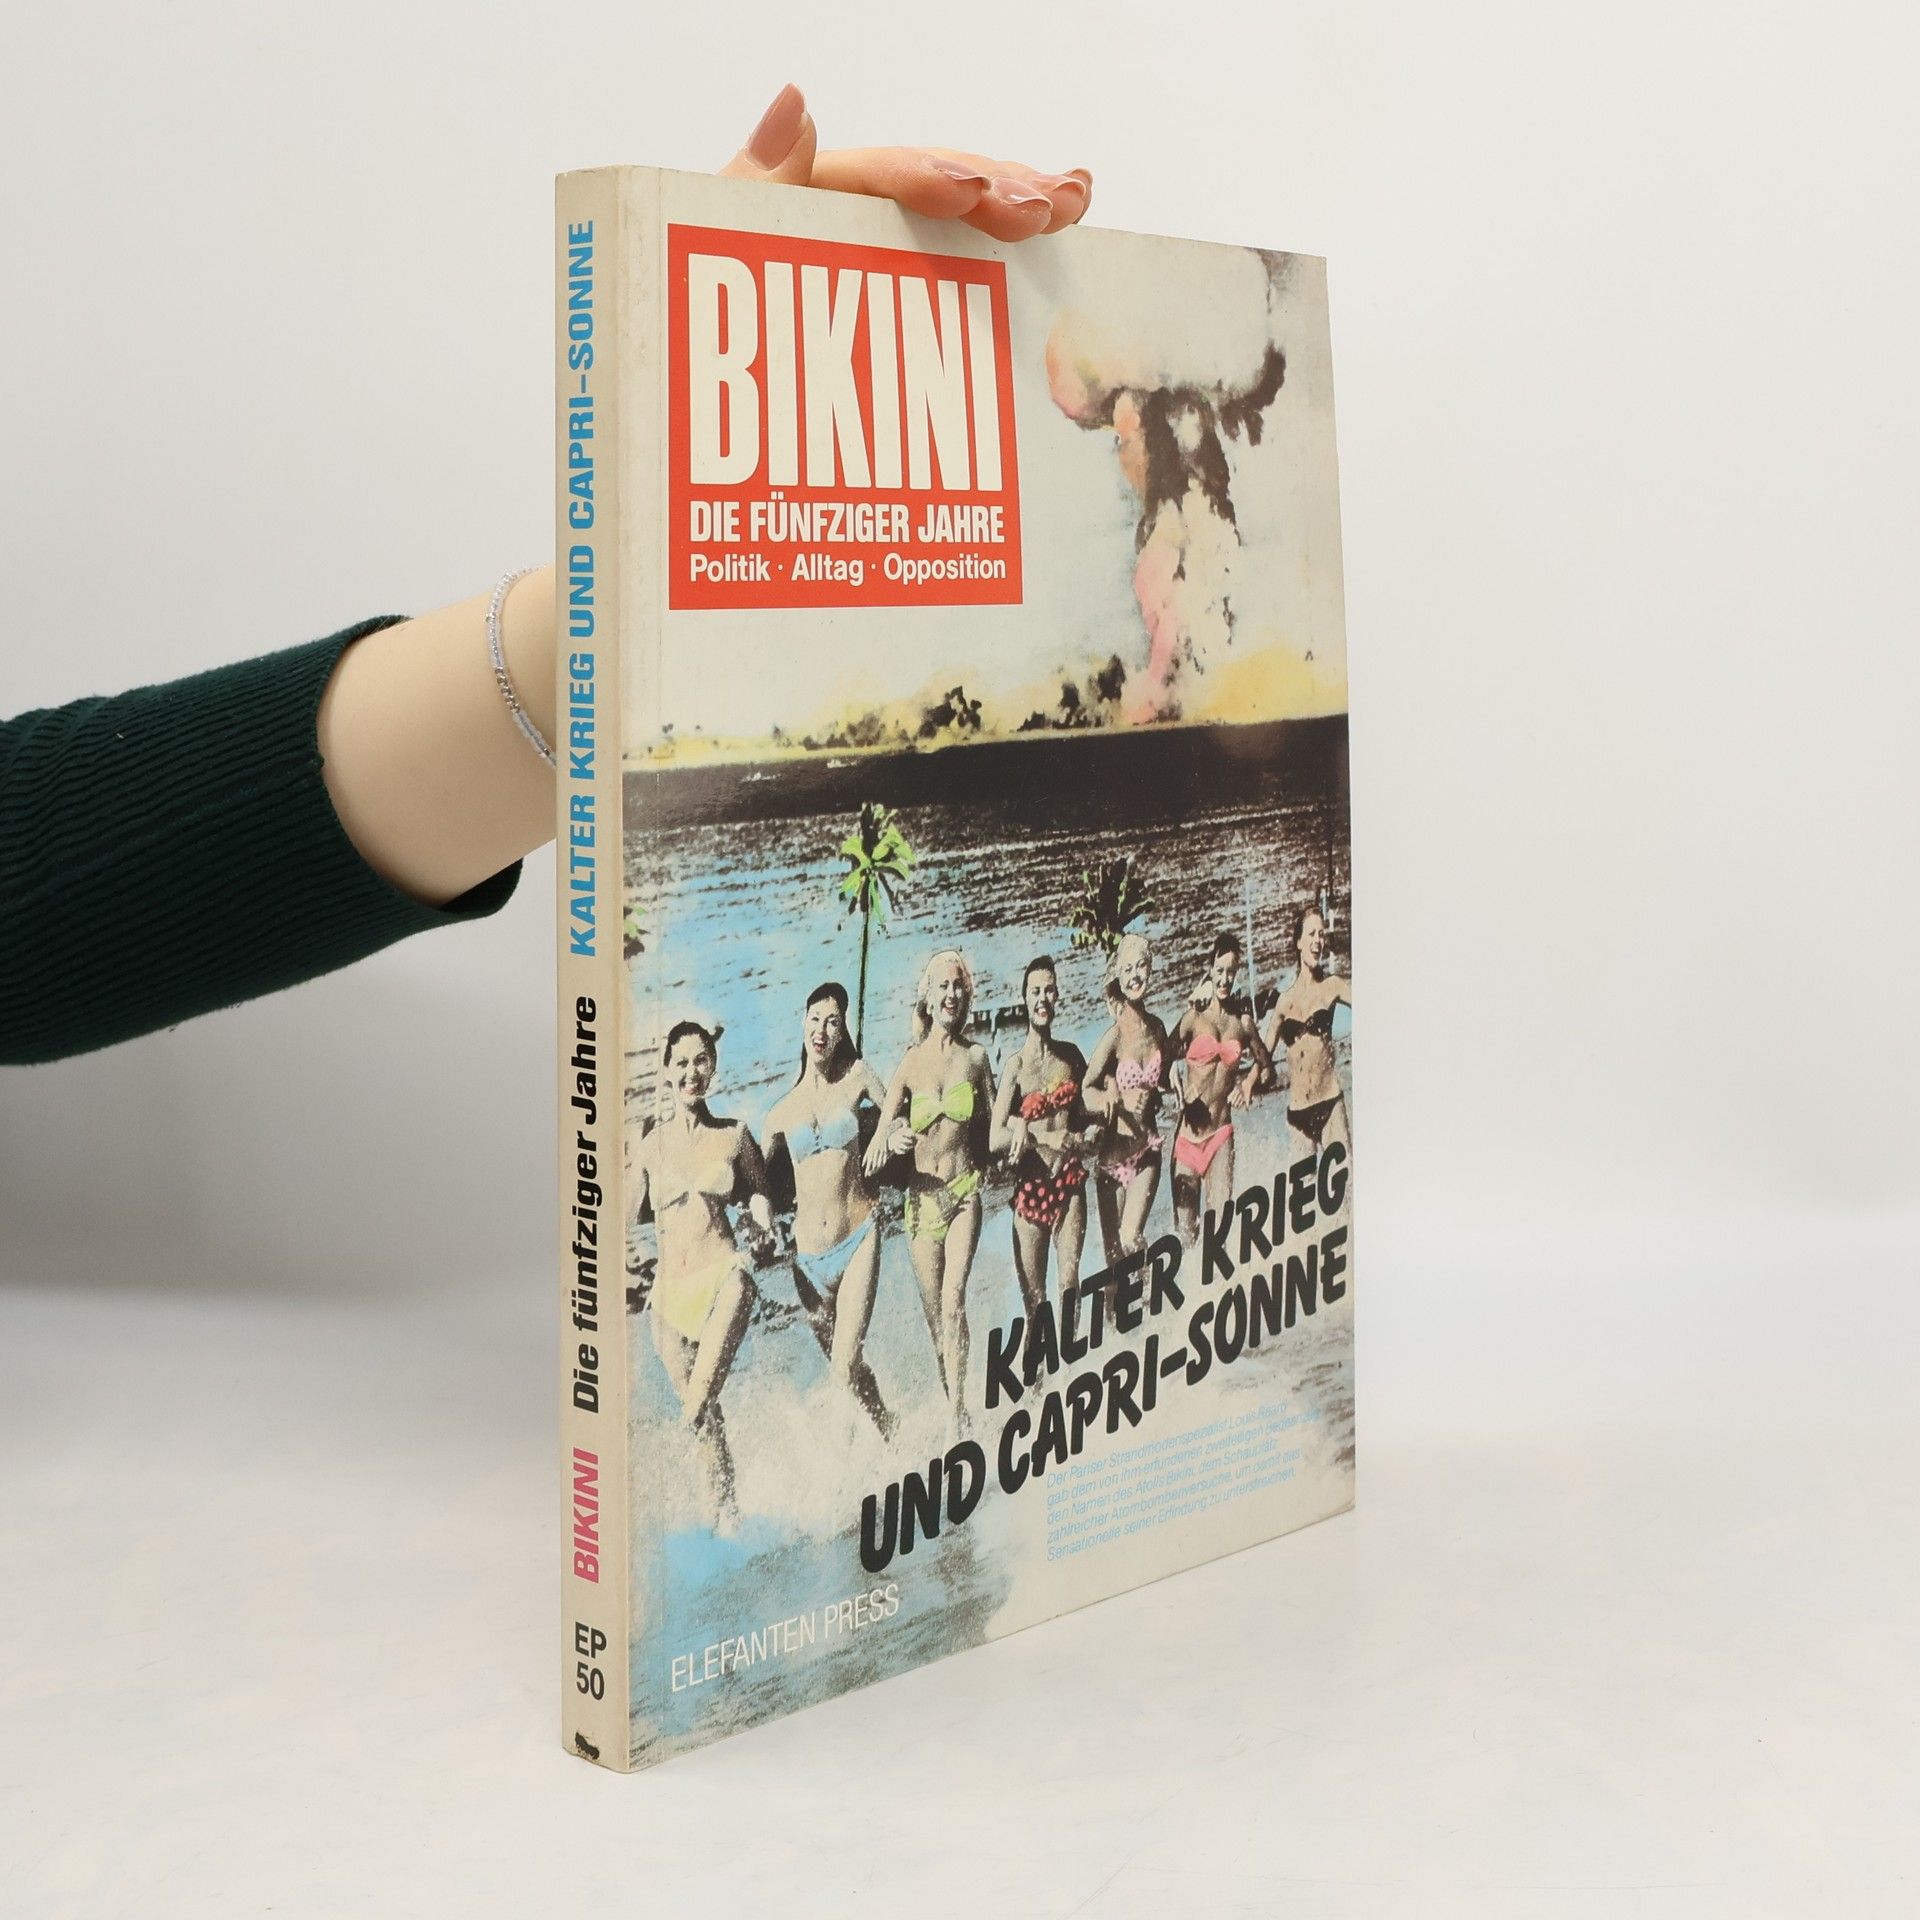 BIKINI
DIE FÜNFZIGER JAHRE
Politik · Alltag · Opposition
KALTER KRIEG
UND CAPRI-SONNE
Der Pariser Strandmodenspezialist Louis Réard
gab dem von ihm erfundenen zweiteiligen Badeanzug
den Namen des Atolls Bikini, dem Schauplatz
zahlreicher Atombombenversuche, um damit das
Sensationelle seiner Erfindung zu unterstreichen.
ELEFANTEN PRESS
BIKINI Die fünfziger Jahre KALTER KRIEG UND CAPRI-SONNE
EP
50